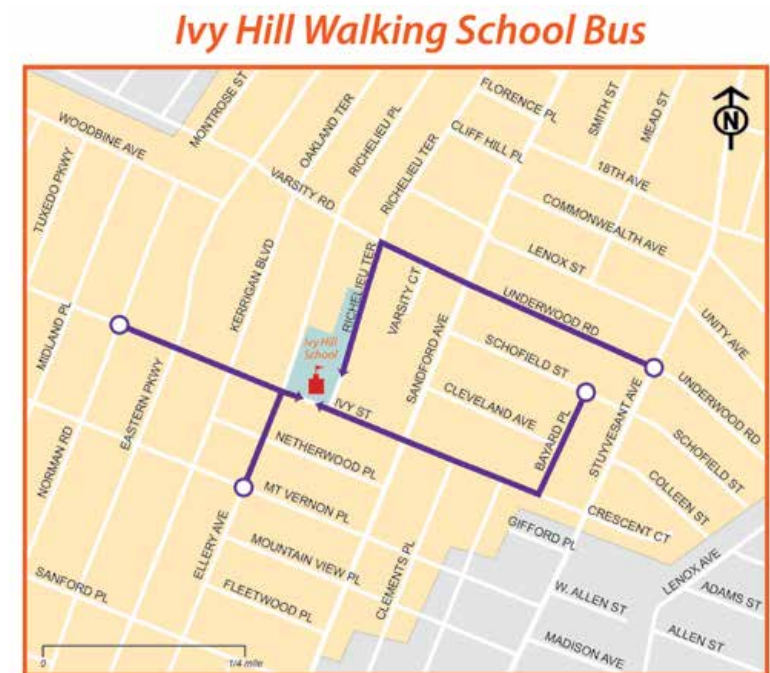 Ivy Hill Walking School Bus
FLORENCE PL
SMITH ST
MEAD ST
MONTROSE ST
N
WOODBINE AVE
OAKLAND TER
RICHELIEU PL
CLIFF HILL PL
TUXEDO PKWY
VARSITY RD
RICHELIEU TER
18TH AVE
COMMONWEALTH AVE
LENOX ST
KERRIGAN BLVD
RICHELIEU TER
VARSITY CT
UNDERWOOD RD
UNITY AVE
MIDLAND PL
Ivy Hill
School
SANDFORD AVE
SCHOFIELD ST
EASTERN PKWY
IVY ST
CLEVELAND AVE
BAYARD PL
STUYVESANT AVE
UNDERWOOD RD
NORMAN RD
NETHERWOOD PL
SCHOFIELD ST
COLLEEN ST
MT VERNON PL
GIFFORD PL
CRESCENT CT
ELLERY AVE
MOUNTAIN VIEW PL
CLEMENTS PL
LENOX AVE
SANFORD PL
FLEETWOOD PL
W. ALLEN ST
ADAMS ST
MADISON AVE
ALLEN ST
0
1/4 mile